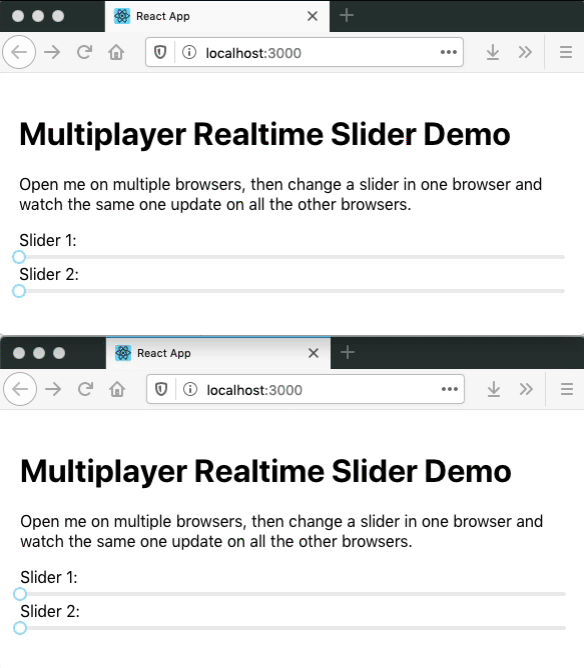 React App
localhost:3000
Multiplayer Realtime Slider Demo
Open me on multiple browsers, then change a slider in one browser and
watch the same one update on all the other browsers.
Slider 1:
Slider 2:
React App
localhost:3000
Multiplayer Realtime Slider Demo
Open me on multiple browsers, then change a slider in one browser and
watch the same one update on all the other browsers.
Slider 1:
Slider 2: